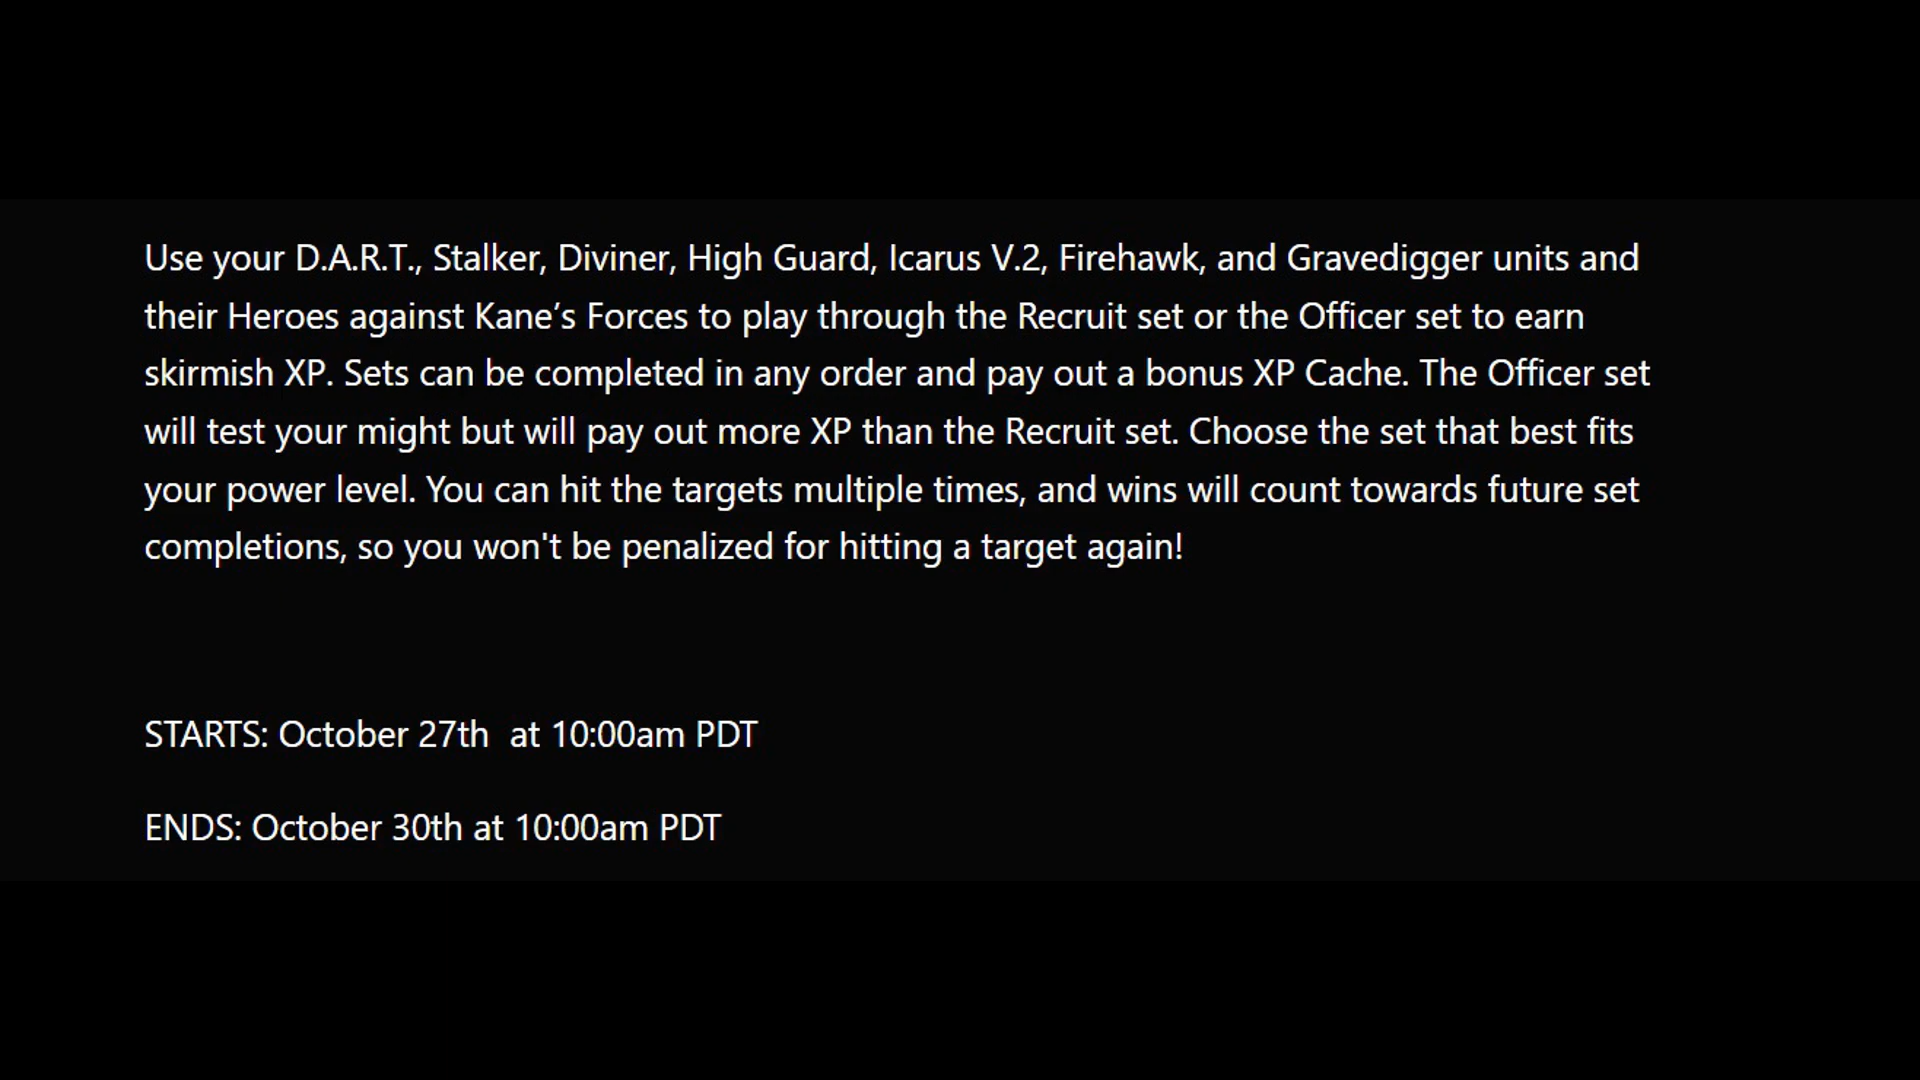 Use your D.A.R.T., Stalker, Diviner, High Guard, Icarus V.2, Firehawk, and Gravedigger units and
their Heroes against Kane’s Forces to play through the Recruit set or the Officer set to earn
skirmish XP. Sets can be completed in any order and pay out a bonus XP Cache. The Officer set
will test your might but will pay out more XP than the Recruit set. Choose the set that best fits
your power level. You can hit the targets multiple times, and wins will count towards future set
completions, so you won't be penalized for hitting a target again!
STARTS: October 27th  at 10:00am PDT
ENDS: October 30th at 10:00am PDT